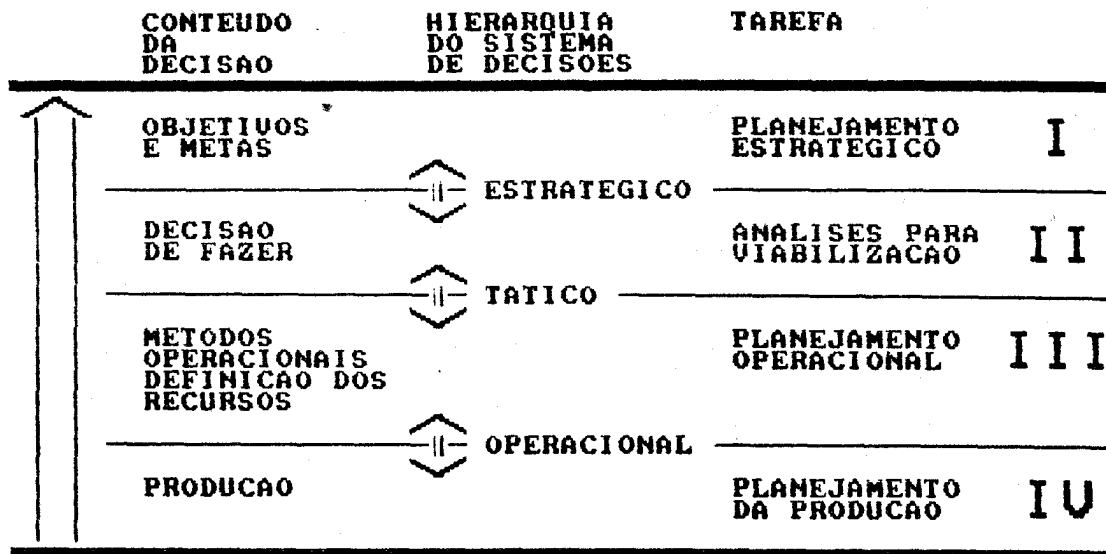 CONTEUDO
DA
DECISAO
HIERARQUIA
DO SISTEMA
DE DECISOES
TAREFA
OBJETIVOS
E METAS
PLANEJAMENTO
ESTRATEGICO
I
ESTRATEGICO
DECISAO
DE FAZER
ANALISES PARA
VIABILIZACAO
II
TATICO
METODOS
OPERACIONAIS
DEFINICAO DOS
RECURSOS
PLANEJAMENTO
OPERACIONAL
III
OPERACIONAL
PRODUCAO
PLANEJAMENTO
DA PRODUCAO
IV